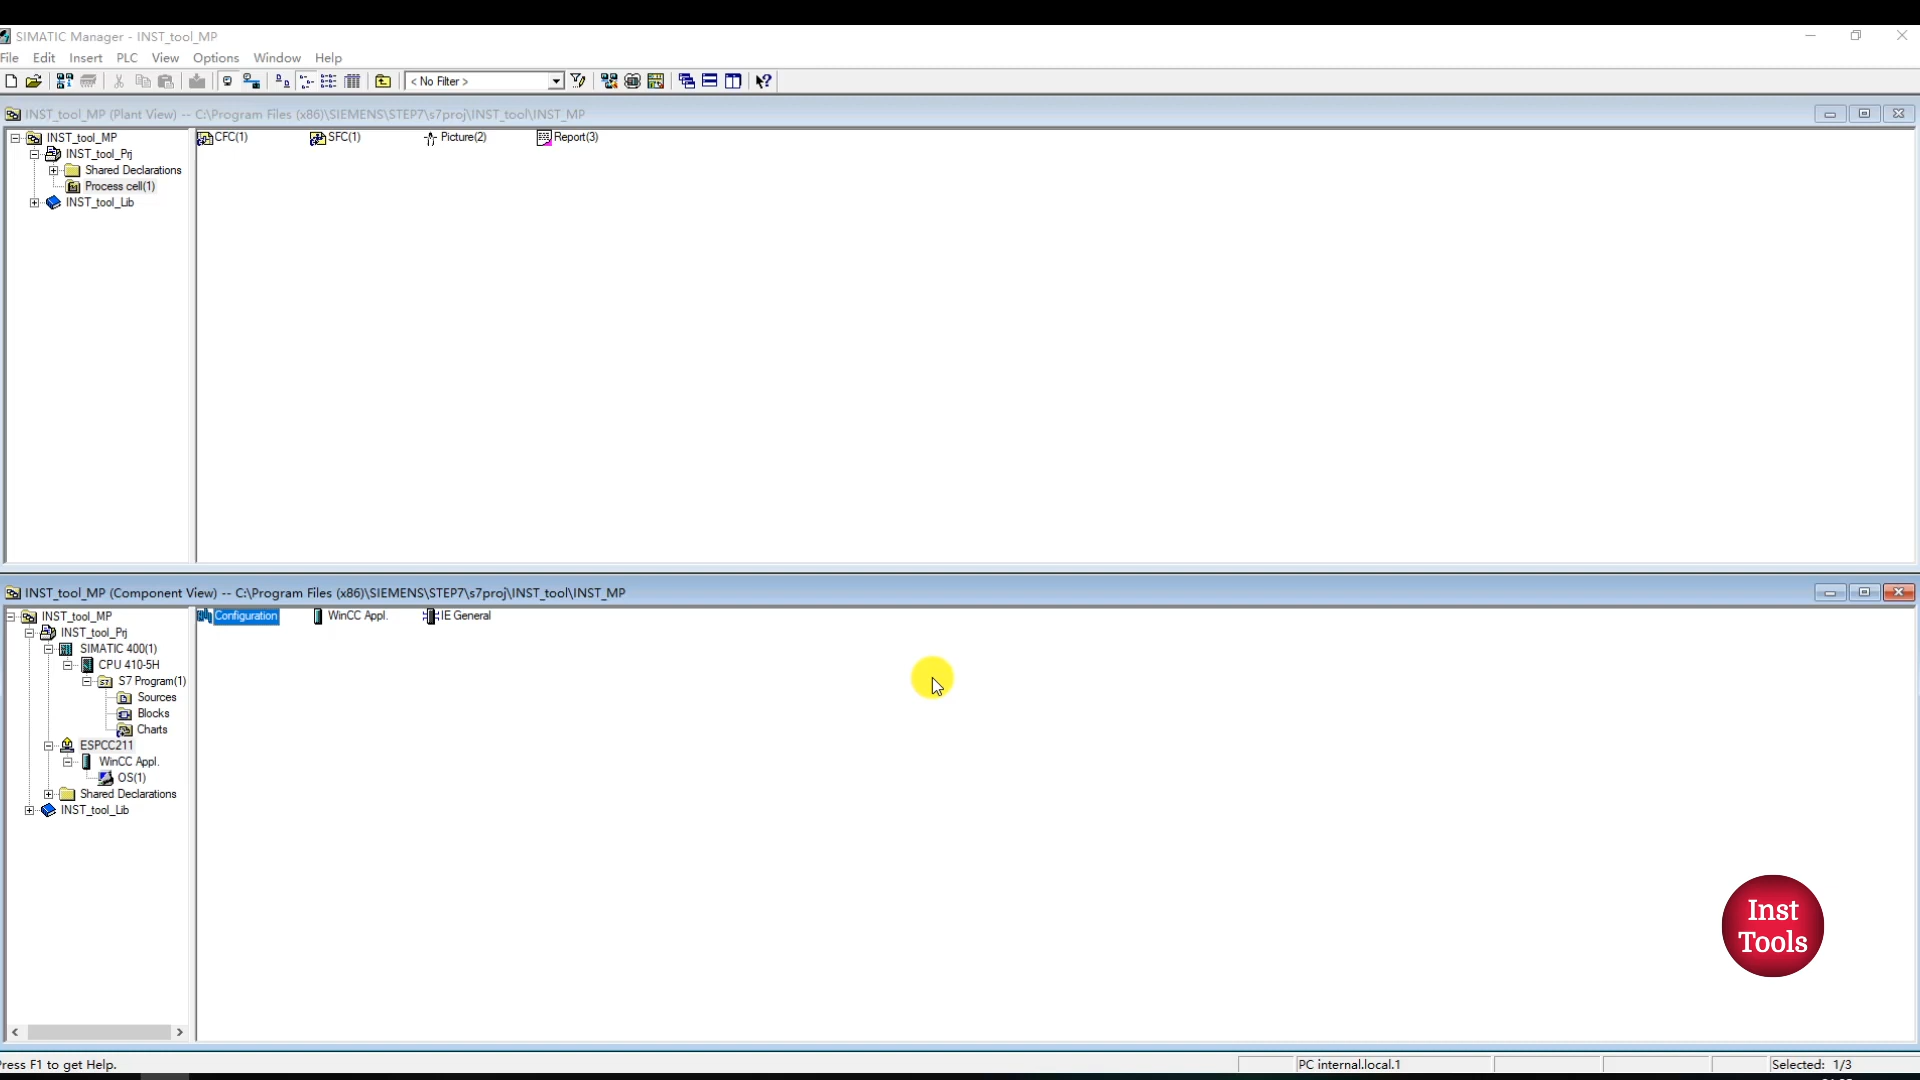 SIMATIC Manager - INST_tool_MP
File Edit Insert PLC View Options Window Help
< No Filter >
INST_tool_MP (Plant View) -- C:\Program Files (x86)\SIEMENS\STEP7\s7proj\INST_tool\INST_MP
INST_tool_MP
INST_tool_Prj
Shared Declarations
Process cell(1)
INST_tool_Lib
CFC(1) SFC(1) Picture(2) Report(3)
INST_tool_MP (Component View) -- C:\Program Files (x86)\SIEMENS\STEP7\s7proj\INST_tool\INST_MP
INST_tool_MP
INST_tool_Prj
SIMATIC 400(1)
CPU 410-5H
S7 Program(1)
Sources
Blocks
Charts
ESPCC211
WinCC Appl.
OS(1)
Shared Declarations
INST_tool_Lib
Configuration WinCC Appl. IE General
Inst
Tools
ress F1 to get Help. PC internal.local.1 Selected: 1/3